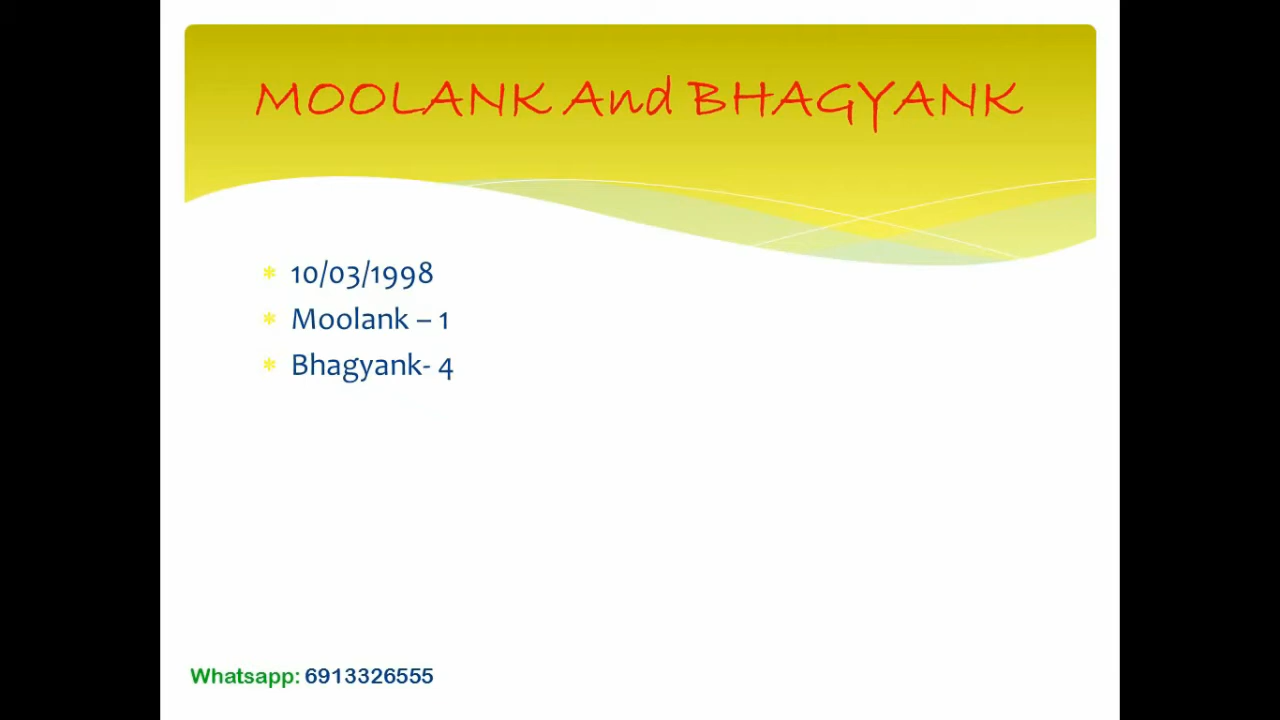 MOOLANK And BHAGYANK
10/03/1998
Moolank – 1
Bhagyank- 4
Whatsapp: 6913326555